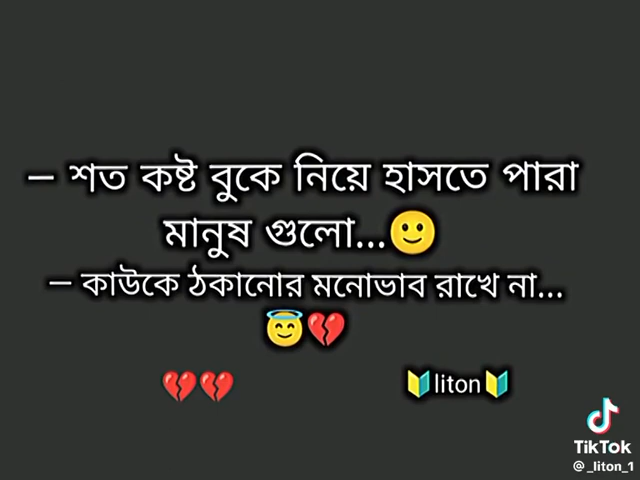 – শত কষ্ট বুকে নিয়ে হাসতে পারা
মানুষ গুলো...🙂
– কাউকে ঠকানোর মনোভাব রাখে না...
😇💔
💔💔 🔰liton🔰
TikTok
@_liton_1